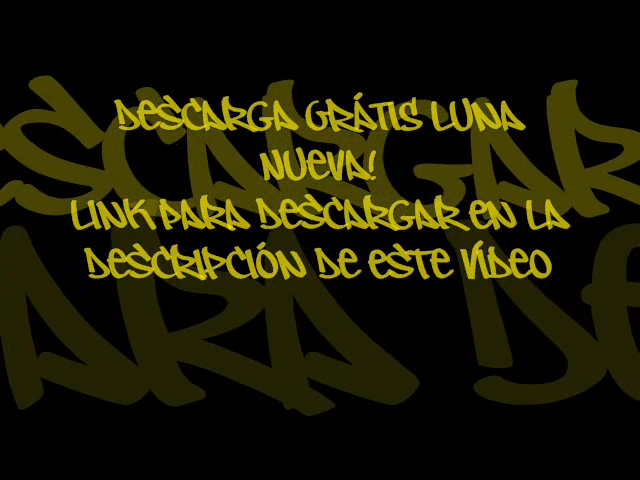 DESCARGA GRÁTIS LUNA
NUEVA!
LINK PARA DESCARGAR EN LA
DESCRIPCIÓN DE ESTE VÍDEO